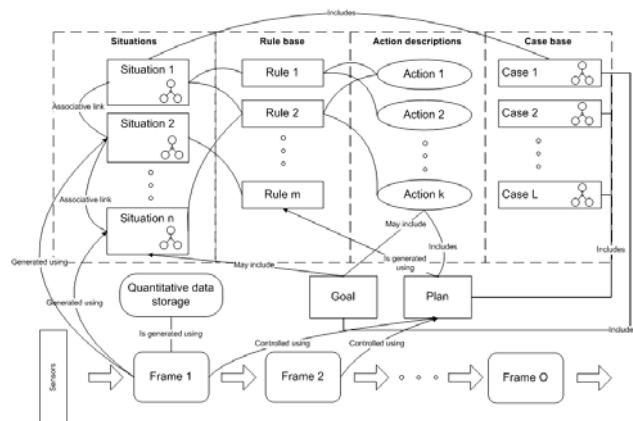 Includes
Situations
Rule base
Action descriptions
Case base
Situation 1
Rule 1
Action 1
Case 1
Associative link
Situation 2
Rule 2
Action 2
Case 2
Associative link
Situation n
Rule m
Action k
Case L
May include
Is generated
using
Includes
Includes
Generated using
May include
Generated using
Quantitative data
storage
Goal
Plan
Is generated using
Controlled using
Controlled using
Include
Sensors
Frame 1
Frame 2
Frame O